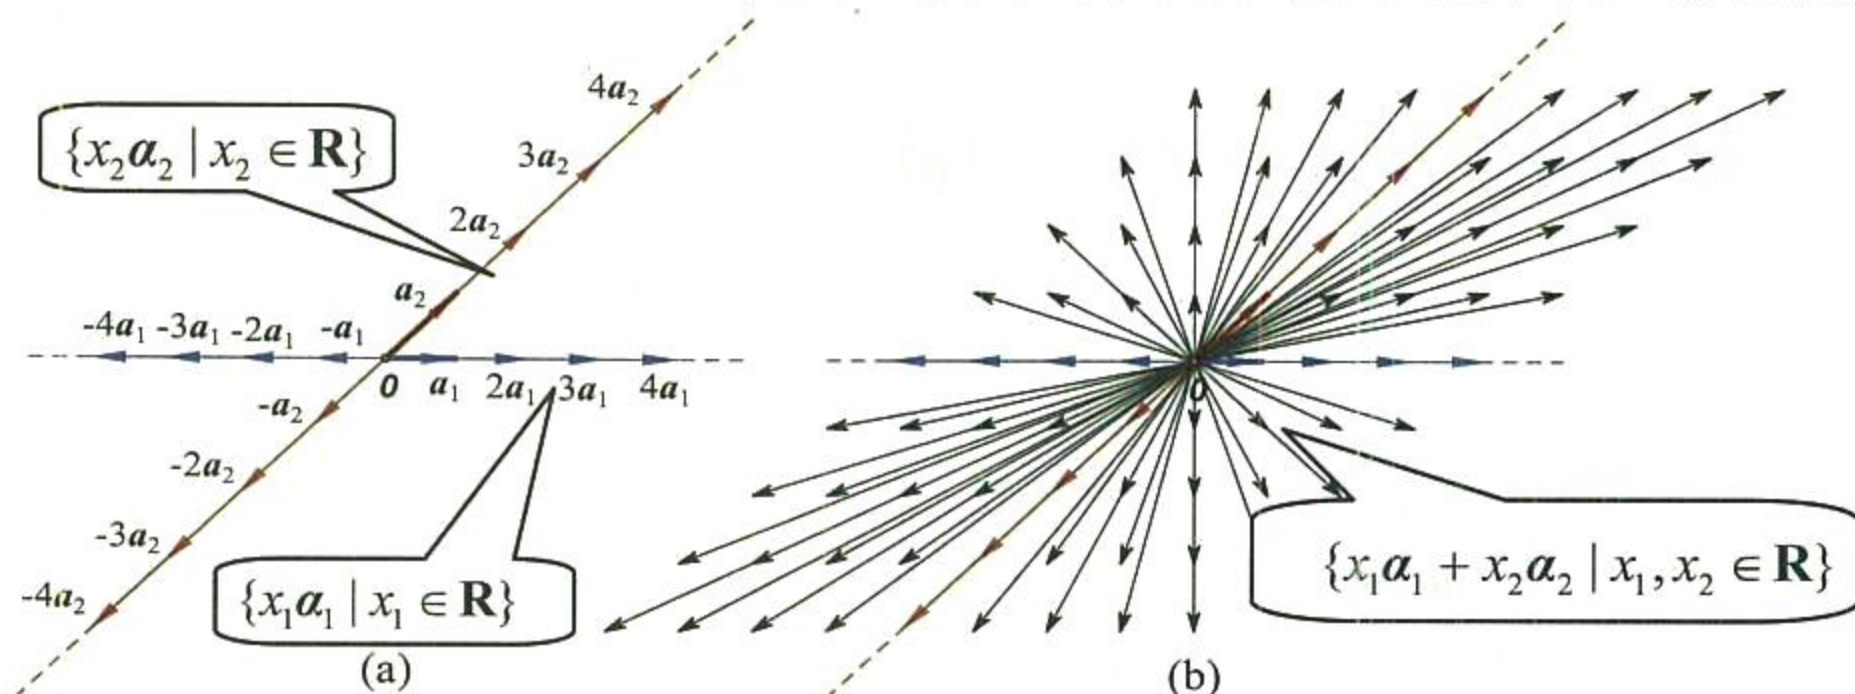 4a₂
{x₂α₂ | x₂ ∈ R}
3a₂
2a₂
a₂
-4a₁ -3a₁ -2a₁ -a₁
0 a₁ 2a₁ 3a₁ 4a₁
-a₂
-2a₂
-3a₂
-4a₂
{x₁α₁ | x₁ ∈ R}
(a)
0
{x₁α₁ + x₂α₂ | x₁, x₂ ∈ R}
(b)